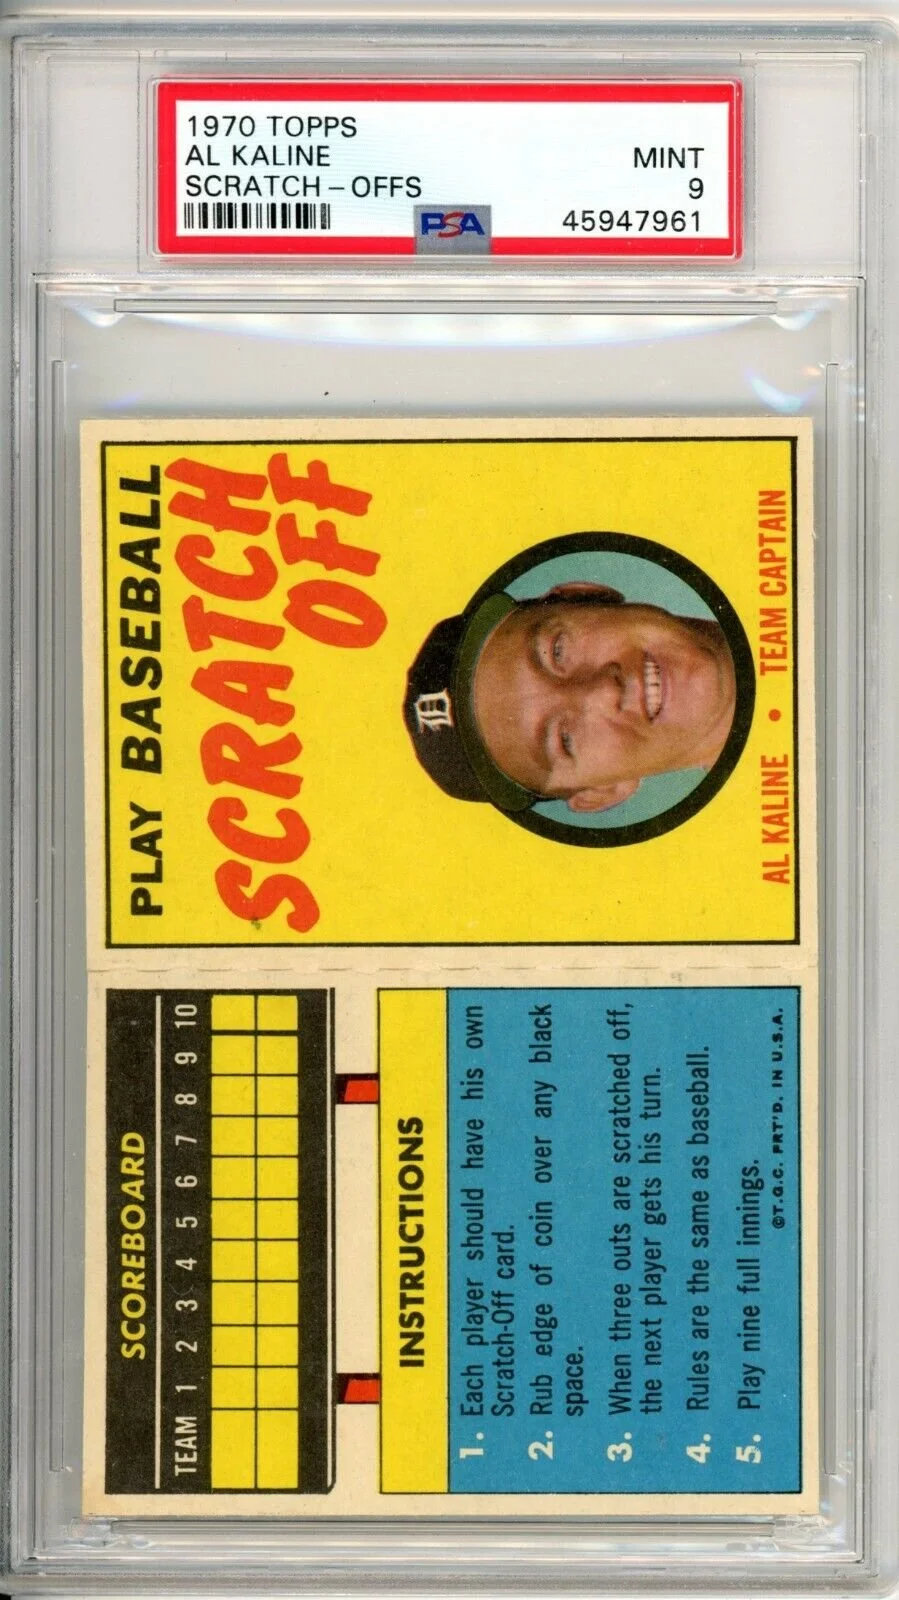 1970 TOPPS
AL KALINE
MINT
SCRATCH-OFFS
9
PSA
45947961
PLAY BASEBALL
SCRATCH
OFF
D
AL KALINE • TEAM CAPTAIN
SCOREBOARD
TEAM 1 2 3 4 5 6 7 8 9 10
INSTRUCTIONS
1. Each player should have his own
Scratch-Off card.
2. Rub edge of coin over any black
space.
3. When three outs are scratched off,
the next player gets his turn.
4. Rules are the same as baseball.
5. Play nine full innings.
©T.G.C. PRT'D. IN U.S.A.